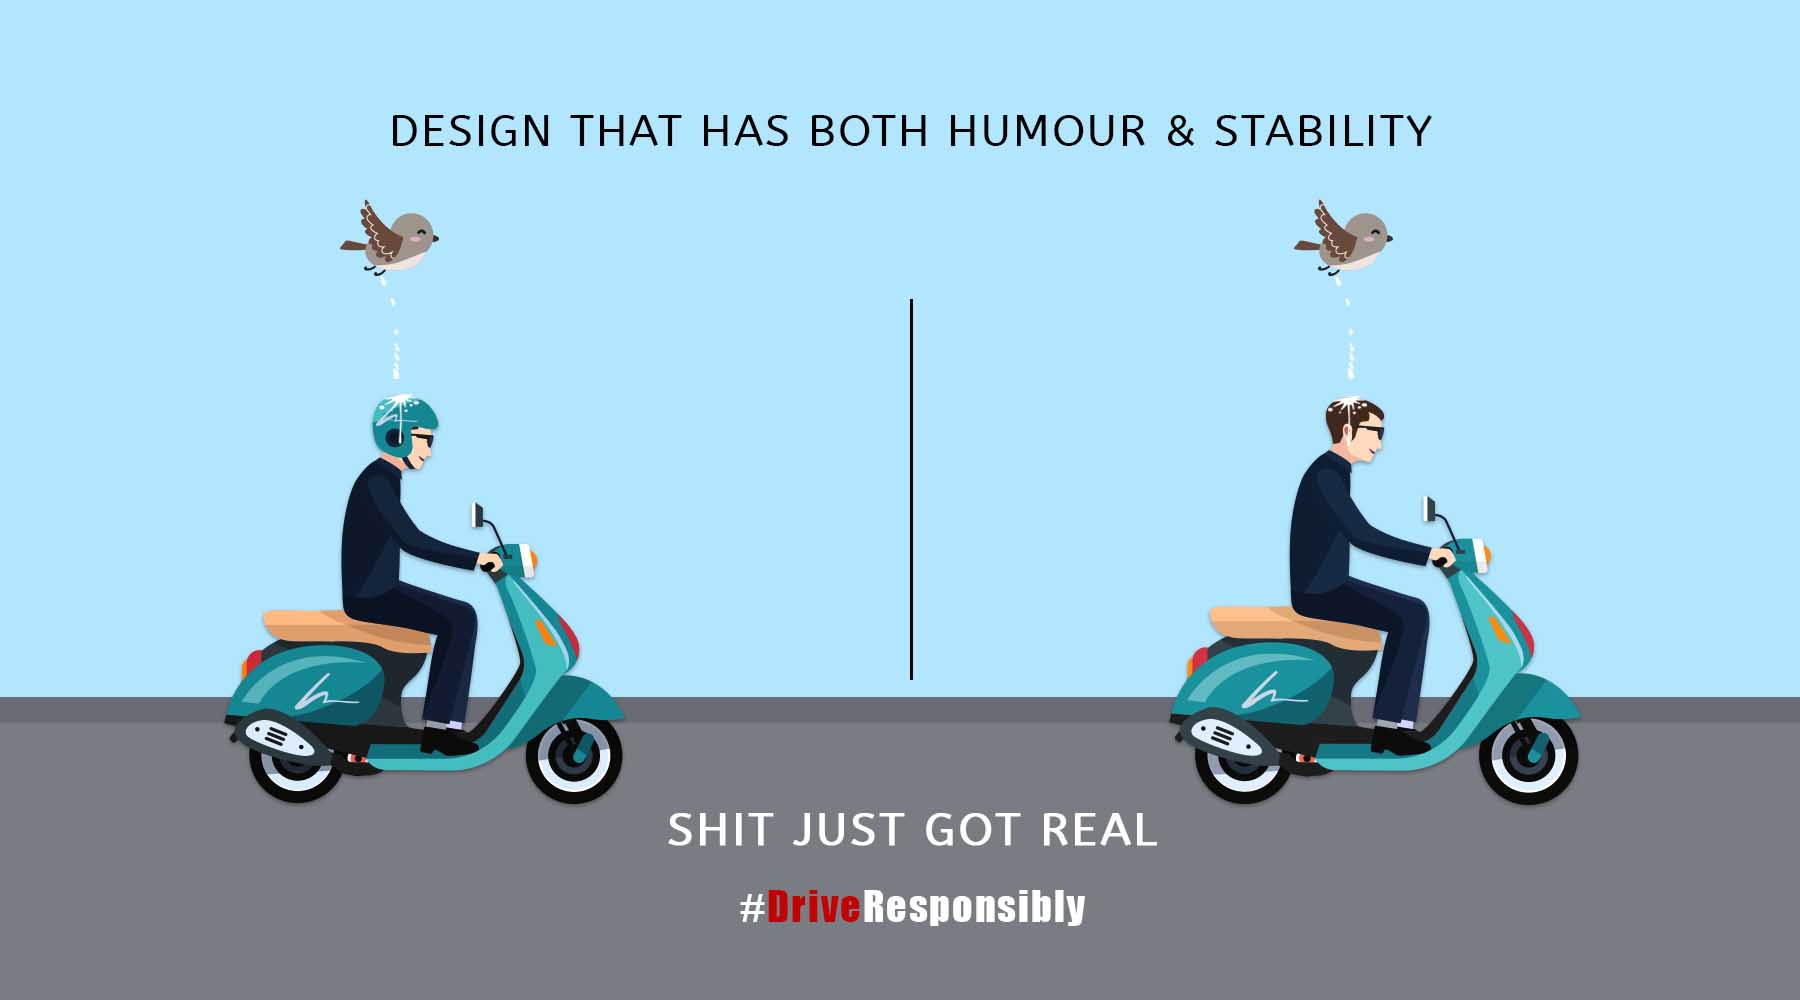 DESIGN THAT HAS BOTH HUMOUR & STABILITY
SHIT JUST GOT REAL
#DriveResponsibly